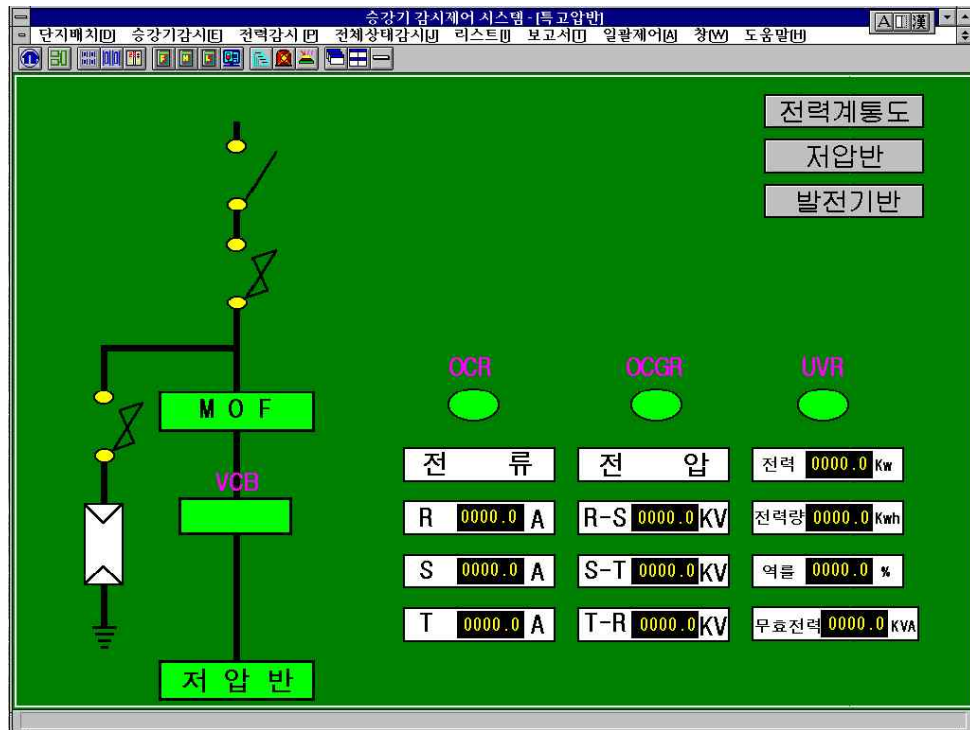 승강기 감시제어 시스템 - [특고압반]
A 漢
단지배치[D] 승강기감시[E] 전력감시[P] 전체상태감시[J] 리스트[I] 보고서[T] 일괄제어[A] 창[W] 도움말[H]
전력계통도
저압반
발전기반
OCR OCGR UVR
M O F
VCB
저 압 반
전 류
R 0000.0 A
S 0000.0 A
T 0000.0 A
전 압
R-S 0000.0 KV
S-T 0000.0 KV
T-R 0000.0 KV
전력 0000.0 Kw
전력량 0000.0 Kwh
역률 0000.0 %
무효전력 0000.0 KVA